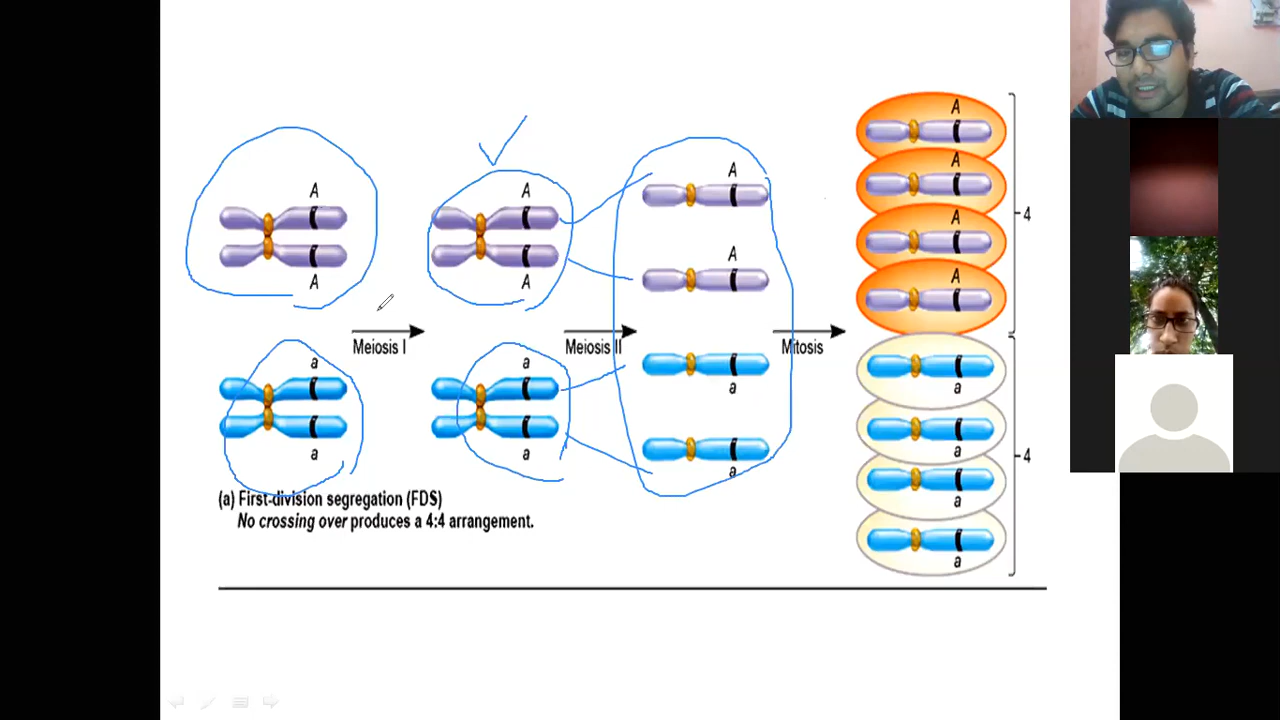 A
A
A
A
A
A
A
A
A
A
4
Meiosis I
Meiosis II
Mitosis
a
a
a
a
a
a
a
a
a
a
4
(a) First-division segregation (FDS)
No crossing over produces a 4:4 arrangement.